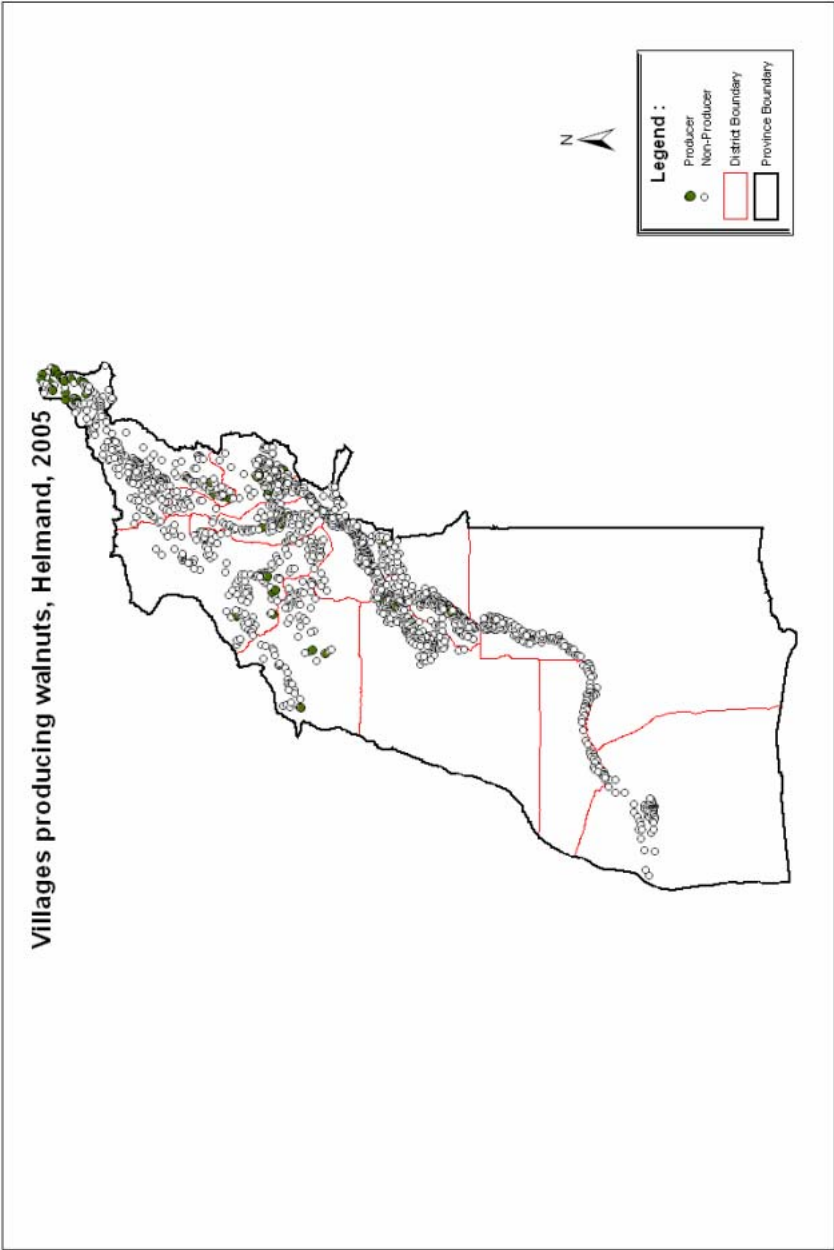 Villages producing walnuts, Helmand, 2005
N
Legend :
Producer
Non-Producer
District Boundary
Province Boundary